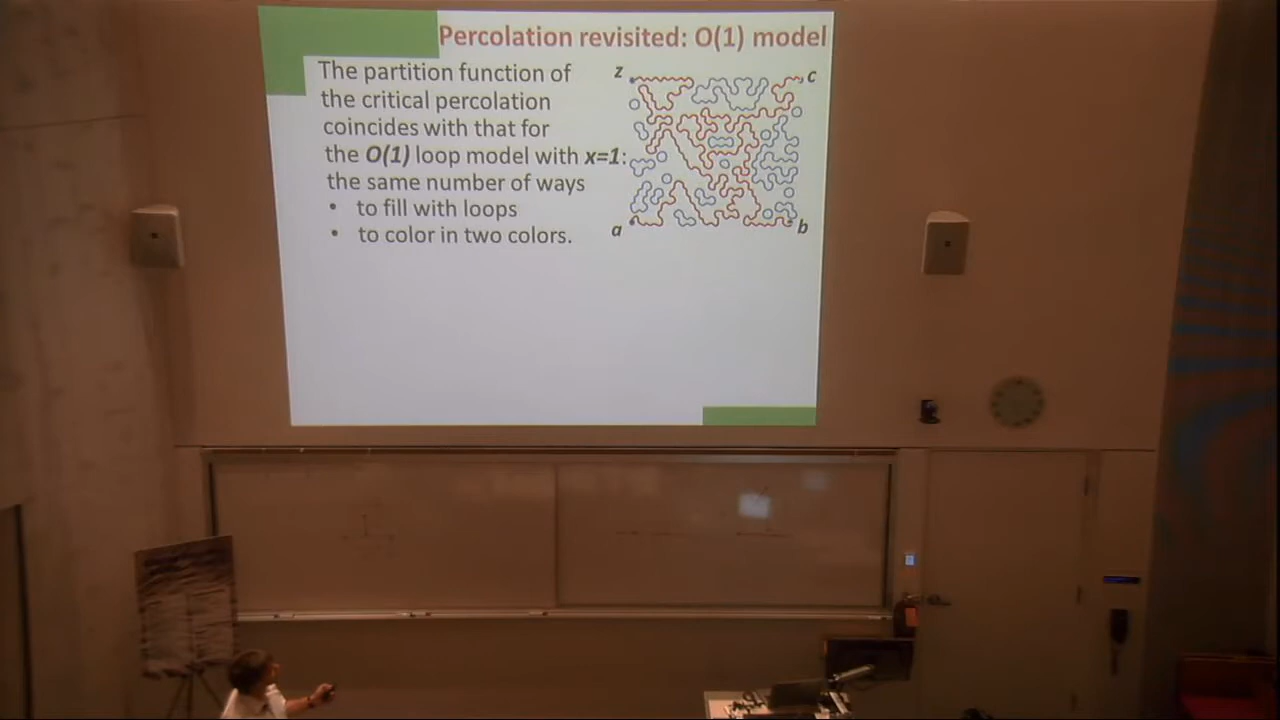 Percolation revisited: O(1) model
The partition function of
the critical percolation
coincides with that for
the O(1) loop model with x=1:
the same number of ways
• to fill with loops
• to color in two colors.
z
c
a
b